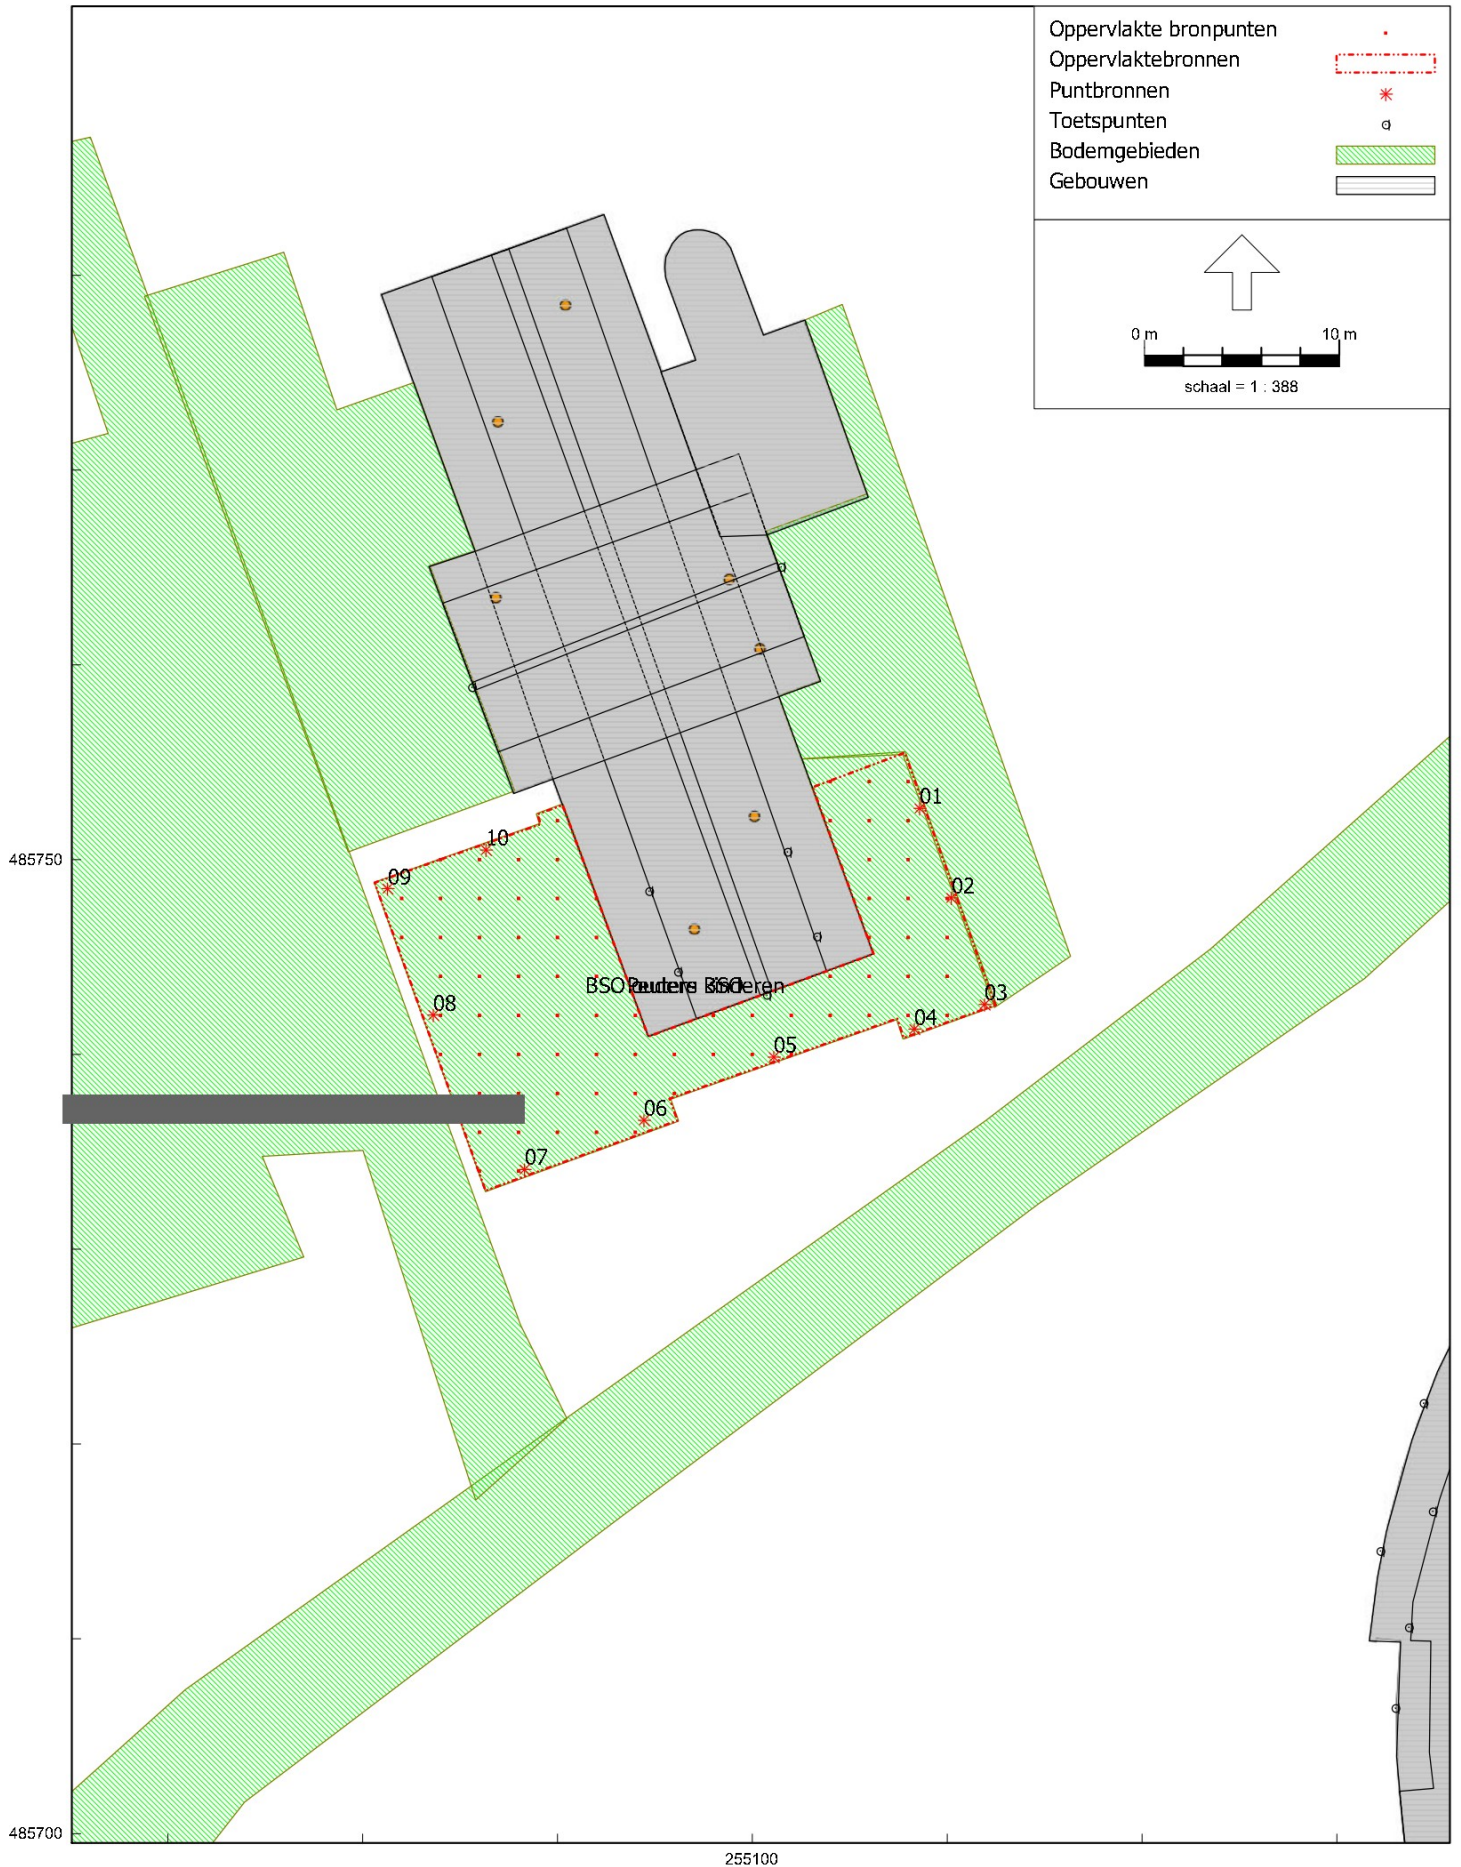 Oppervlakte bronpunten
Oppervlaktebronnen
Puntbronnen
Toetspunten
Bodemgebieden
Gebouwen
0 m 10 m
schaal = 1 : 388
01
02
10
485750
09
BSO
03
08
04
05
06
07
485700
255100